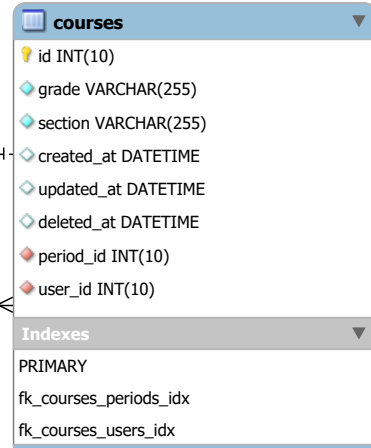 courses
id INT(10)
grade VARCHAR(255)
section VARCHAR(255)
created_at DATETIME
updated_at DATETIME
deleted_at DATETIME
period_id INT(10)
user_id INT(10)
Indexes
PRIMARY
fk_courses_periods_idx
fk_courses_users_idx